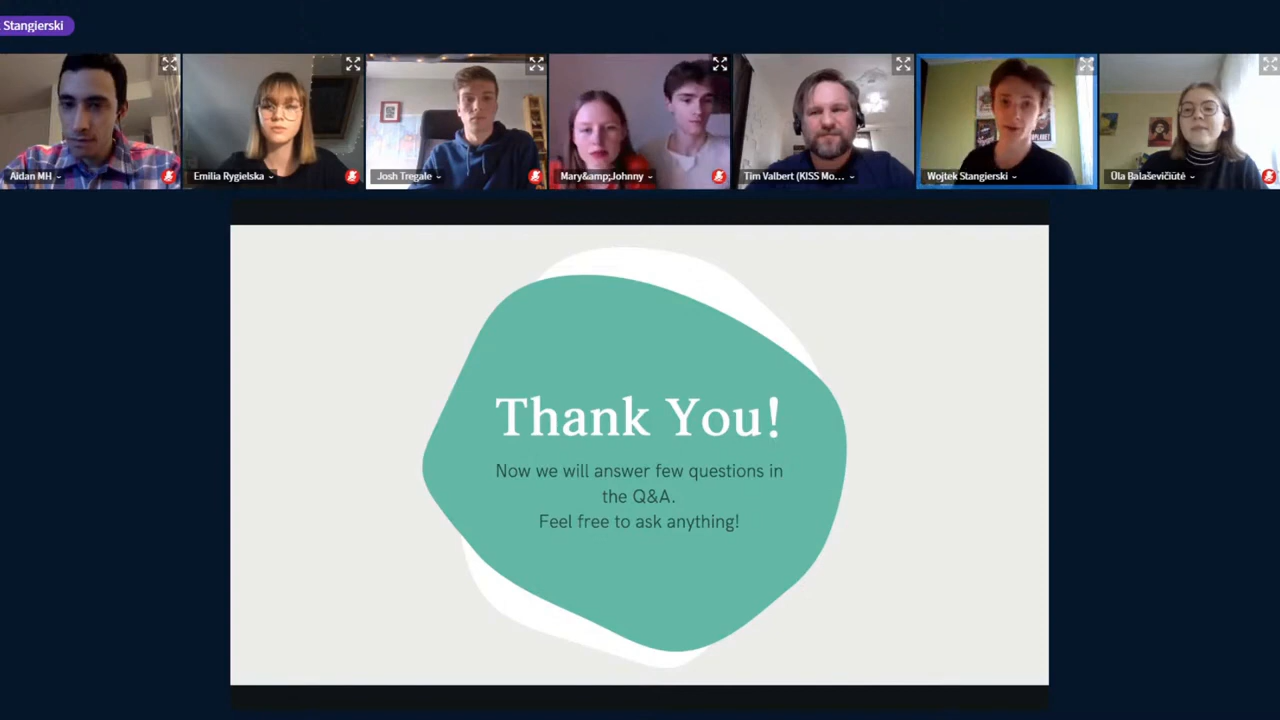 Stangierski
Aidan MH
Emilia Rygielska
Josh Tregale
Mary&amp;Johnny
Tim Valbert (KISS Mo...
Wojtek Stangierski
Ūla Balaševičiūtė
Thank You!
Now we will answer few questions in
the Q&A.
Feel free to ask anything!